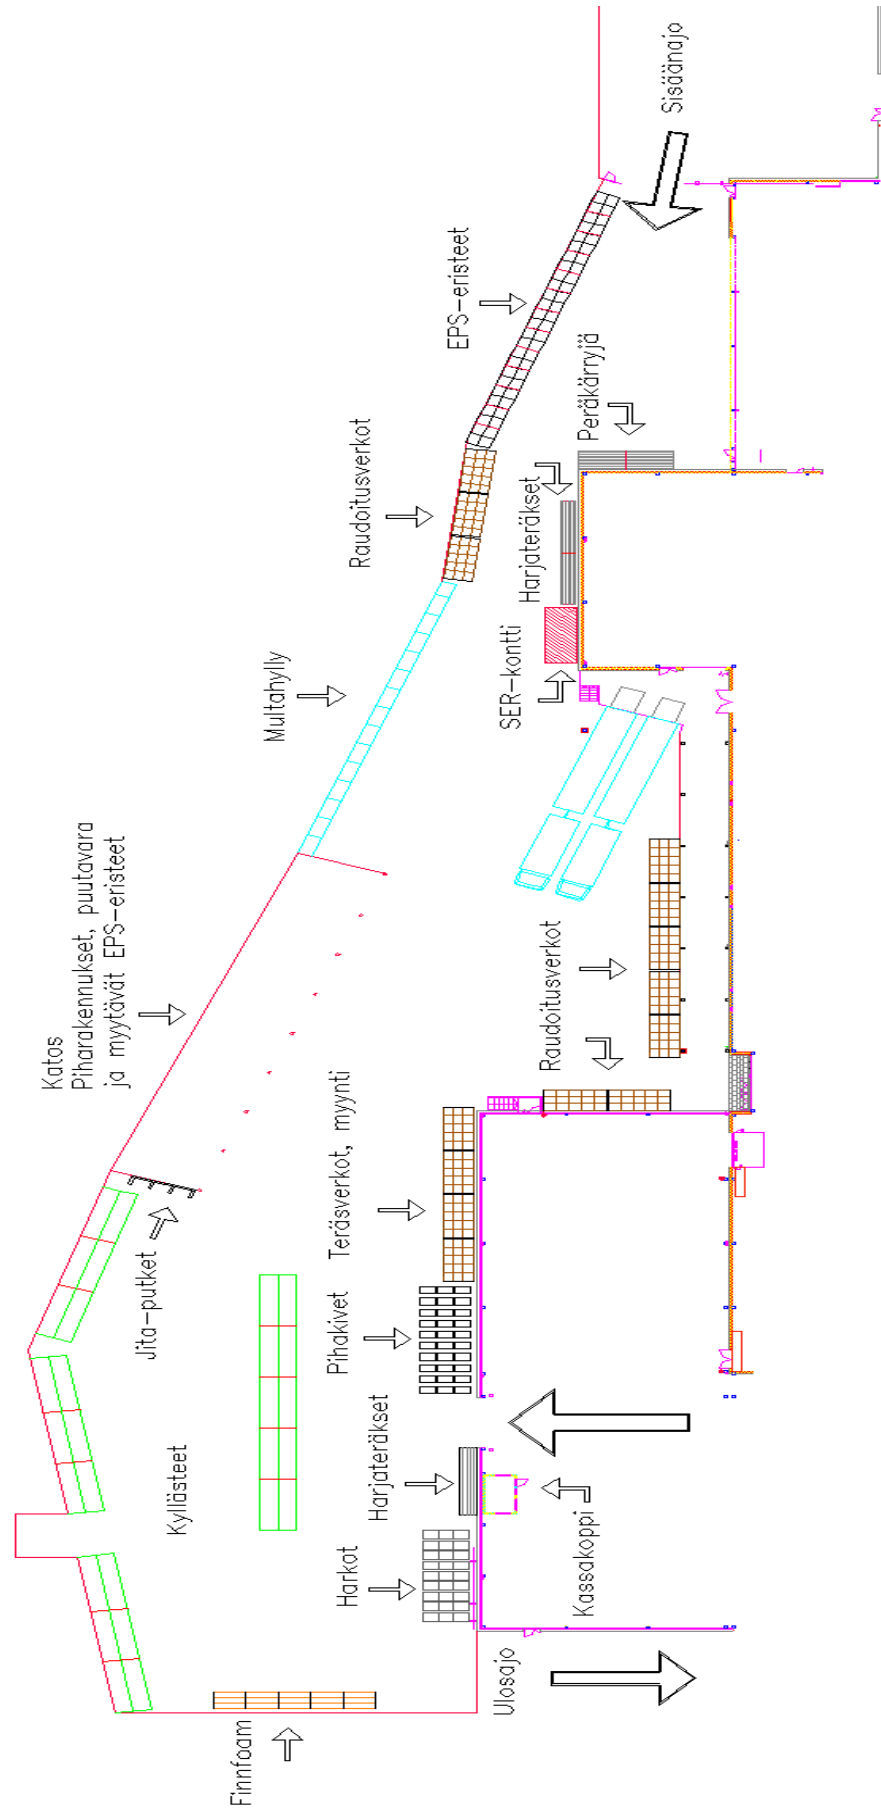 Sisäänajo
EPS-eristeet
Peräkärryjä
Raudoitusverkot
Harjateräkset
SER-kontti
Multahylly
Katos
Piharakennukset, puutavara
ja myytävät EPS-eristeet
Raudoitusverkot
Jita-putket
Teräsverkot, myynti
Pihakivet
Kyllästeet
Harjateräkset
Harkot
Kassakoppi
Ulosajo
Finnfoam